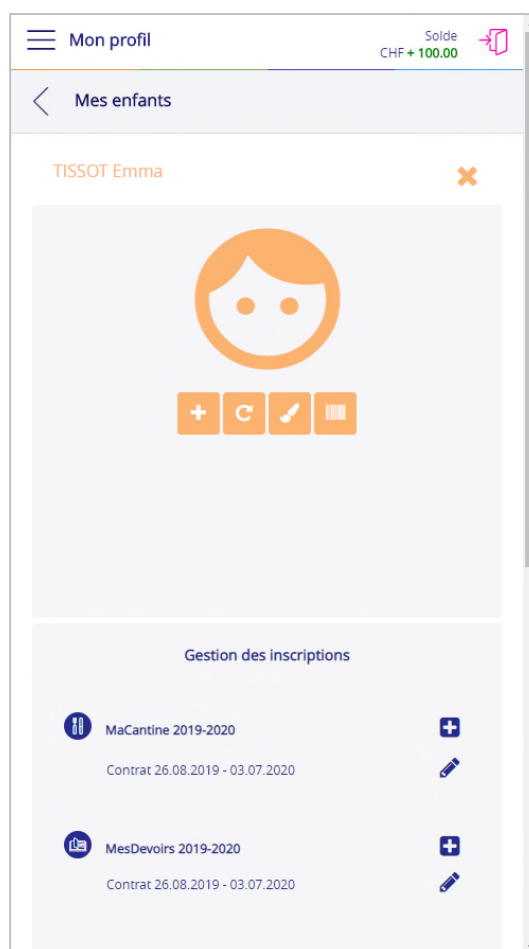 Mon profil
Solde
CHF + 100.00
Mes enfants
TISSOT Emma
Gestion des inscriptions
MaCantine 2019-2020
Contrat 26.08.2019 - 03.07.2020
MesDevoirs 2019-2020
Contrat 26.08.2019 - 03.07.2020